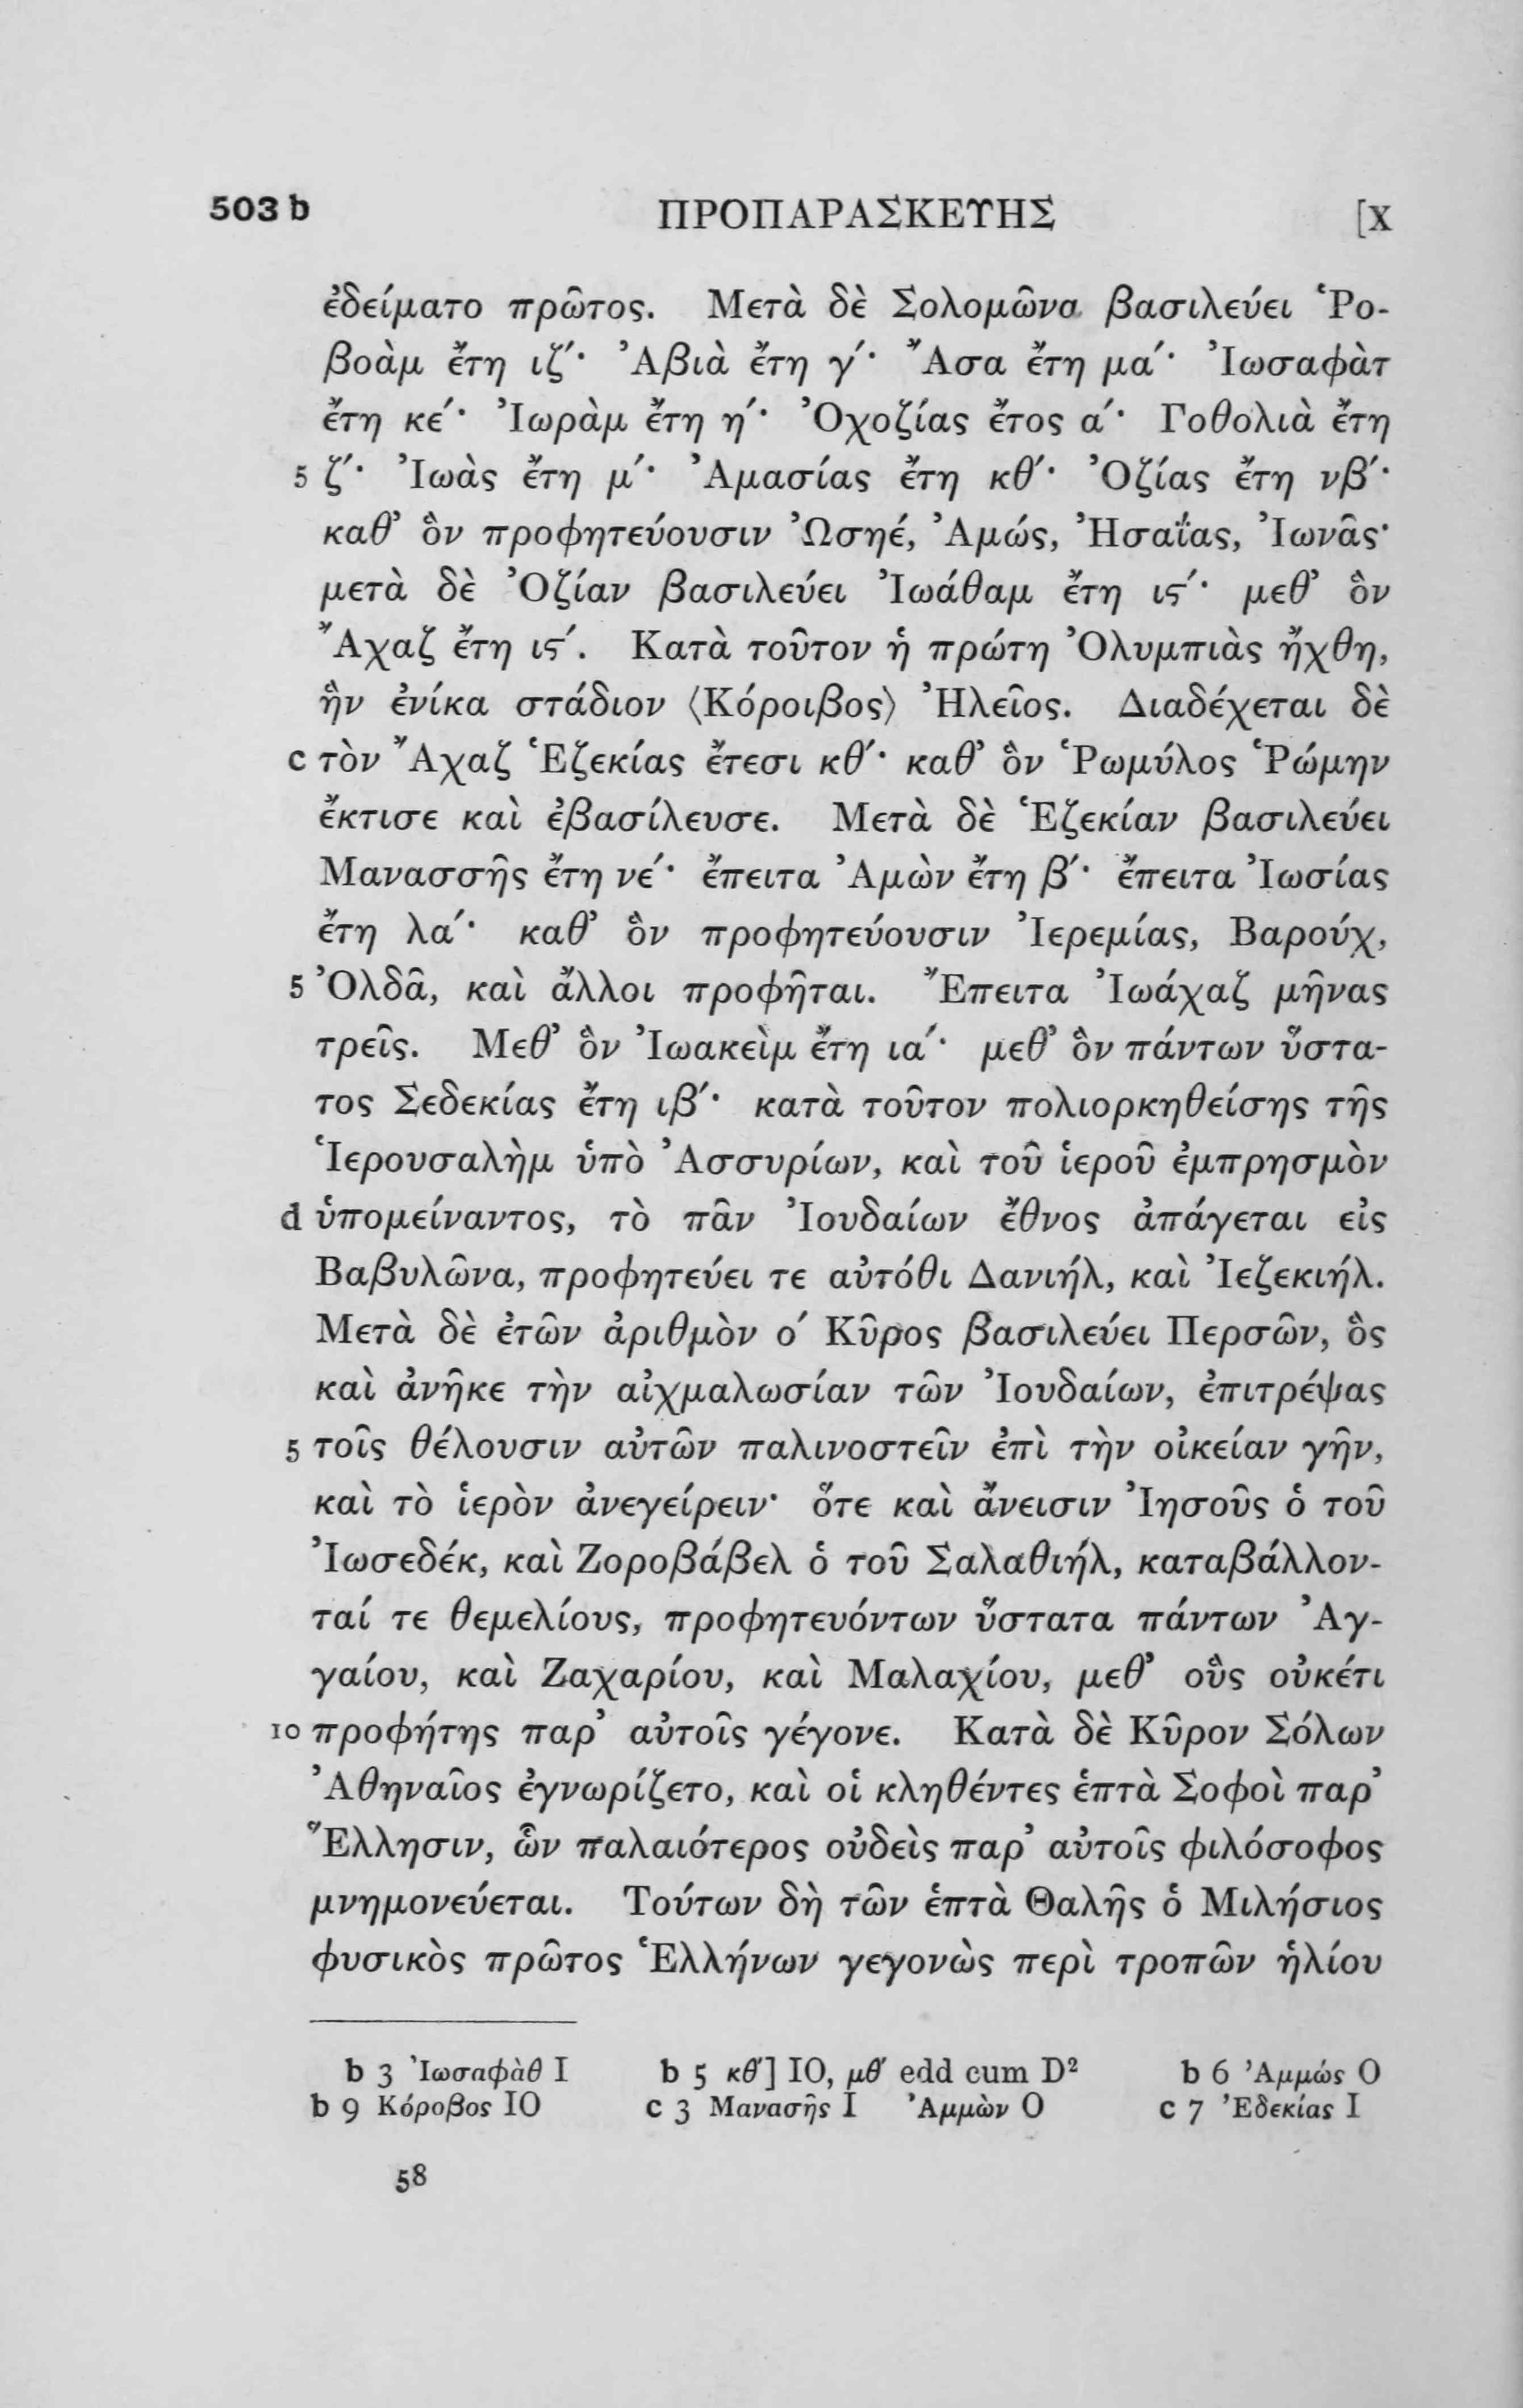 503 b ΠΡΟΠΑΡΑΣΚΕΥΗΣ [X
ἐδείματο πρῶτος. Μετὰ δὲ Σολομῶνα βασιλεύει Ῥο-
βοὰμ ἔτη ιζ΄· Ἀβιὰ ἔτη γ΄· Ἄσα ἔτη μα΄· Ἰωσαφὰτ
ἔτη κε΄· Ἰωρὰμ ἔτη η΄· Ὀχοζίας ἔτος α΄· Γοθολιὰ ἔτη
5 ζ΄· Ἰωὰς ἔτη μ΄· Ἀμασίας ἔτη κθ΄· Ὀζίας ἔτη νβ΄·
καθ’ ὃν προφητεύουσιν Ὠσηέ, Ἀμώς, Ἠσαΐας, Ἰωνᾶς·
μετὰ δὲ Ὀζίαν βασιλεύει Ἰωάθαμ ἔτη ιϛ΄· μεθ’ ὃν
Ἄχαζ ἔτη ιϛ΄. Κατὰ τοῦτον ἡ πρώτη Ὀλυμπιὰς ἤχθη,
ἣν ἐνίκα στάδιον ⟨Κόροιβος⟩ Ἠλεῖος. Διαδέχεται δὲ
c τὸν Ἄχαζ Ἑζεκίας ἔτεσι κθ΄· καθ’ ὃν Ῥωμύλος Ῥώμην
ἔκτισε καὶ ἐβασίλευσε. Μετὰ δὲ Ἑζεκίαν βασιλεύει
Μανασσῆς ἔτη νε΄· ἔπειτα Ἀμὼν ἔτη β΄· ἔπειτα Ἰωσίας
ἔτη λα΄· καθ’ ὃν προφητεύουσιν Ἰερεμίας, Βαρούχ,
5 Ὀλδᾶ, καὶ ἄλλοι προφῆται. Ἔπειτα Ἰωάχαζ μῆνας
τρεῖς. Μεθ’ ὃν Ἰωακεὶμ ἔτη ια΄· μεθ’ ὃν πάντων ὕστα-
τος Σεδεκίας ἔτη ιβ΄· κατὰ τοῦτον πολιορκηθείσης τῆς
Ἱερουσαλὴμ ὑπὸ Ἀσσυρίων, καὶ τοῦ ἱεροῦ ἐμπρησμὸν
d ὑπομείναντος, τὸ πᾶν Ἰουδαίων ἔθνος ἀπάγεται εἰς
Βαβυλῶνα, προφητεύει τε αὐτόθι Δανιήλ, καὶ Ἰεζεκιήλ.
Μετὰ δὲ ἐτῶν ἀριθμὸν ο΄ Κῦρος βασιλεύει Περσῶν, ὃς
καὶ ἀνῆκε τὴν αἰχμαλωσίαν τῶν Ἰουδαίων, ἐπιτρέψας
5 τοῖς θέλουσιν αὐτῶν παλινοστεῖν ἐπὶ τὴν οἰκείαν γῆν,
καὶ τὸ ἱερὸν ἀνεγείρειν· ὅτε καὶ ἄνεισιν Ἰησοῦς ὁ τοῦ
Ἰωσεδέκ, καὶ Ζοροβάβελ ὁ τοῦ Σαλαθιήλ, καταβάλλον-
ταί τε θεμελίους, προφητευόντων ὕστατα πάντων Ἀγ-
γαίου, καὶ Ζαχαρίου, καὶ Μαλαχίου, μεθ’ οὓς οὐκέτι
10 προφήτης παρ’ αὐτοῖς γέγονε. Κατὰ δὲ Κῦρον Σόλων
Ἀθηναῖος ἐγνωρίζετο, καὶ οἱ κληθέντες ἑπτὰ Σοφοὶ παρ’
Ἕλλησιν, ὧν παλαιότερος οὐδεὶς παρ’ αὐτοῖς φιλόσοφος
μνημονεύεται. Τούτων δὴ τῶν ἑπτὰ Θαλῆς ὁ Μιλήσιος
φυσικὸς πρῶτος Ἑλλήνων γεγονὼς περὶ τροπῶν ἡλίου
b 3 Ἰωσαφὰθ I b 5 κθ΄] IO, μθ΄ edd cum D² b 6 Ἀμμώς O
b 9 Κόροβος IO c 3 Μανασῆς I Ἀμμὼν O c 7 Ἐδεκίας I
58